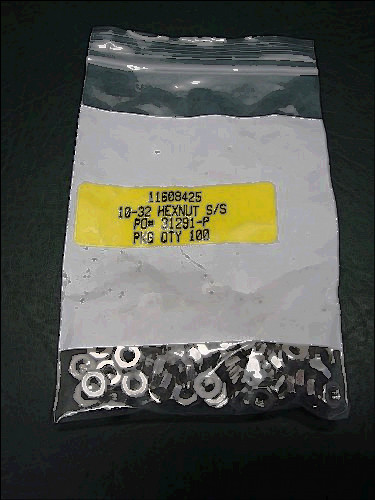 11608425
10-32 HEXNUT S/S
PO# 31291-P
PKG QTY 100